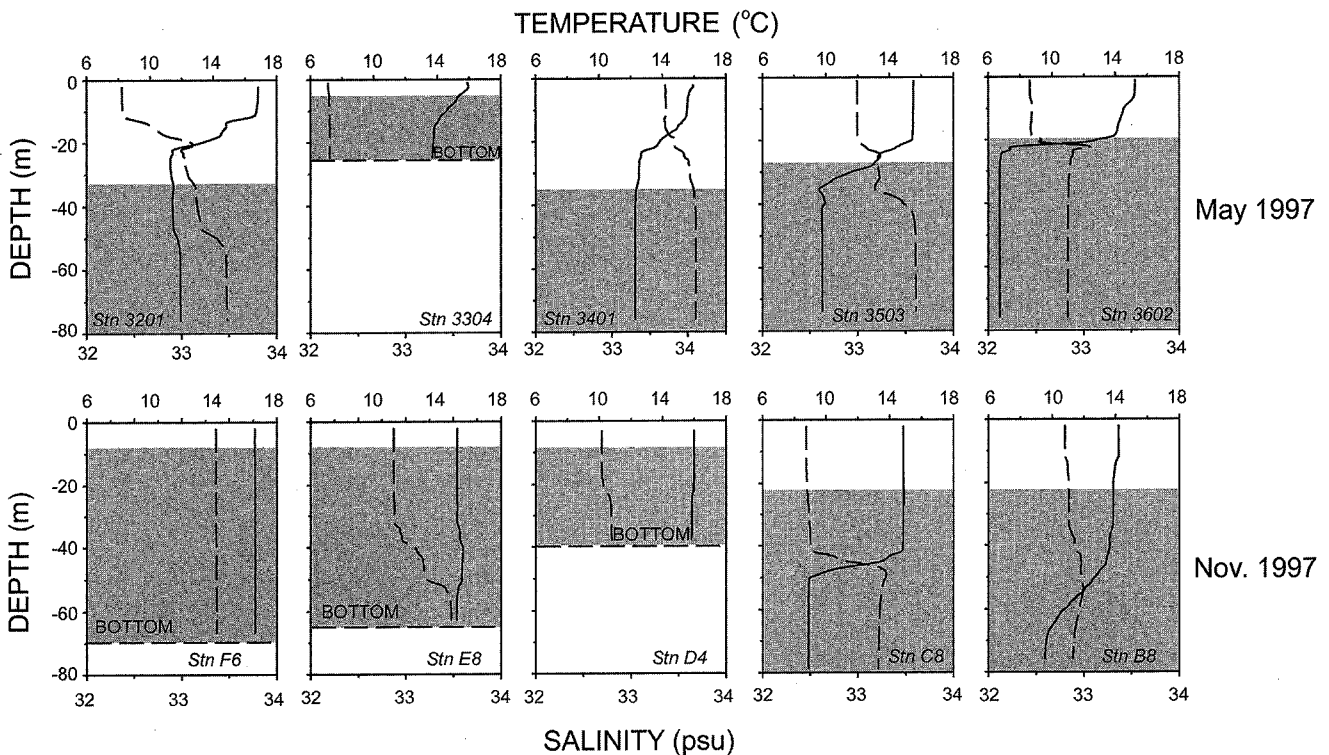 TEMPERATURE (°C)
6 10 14 18 6 10 14 18 6 10 14 18 6 10 14 18 6 10 14 18
0
-20
-40
-60
-80
DEPTH (m)
BOTTOM
May 1997
Stn 3201 Stn 3304 Stn 3401 Stn 3503 Stn 3602
32 33 34 32 33 34 32 33 34 32 33 34 32 33 34
6 10 14 18 6 10 14 18 6 10 14 18 6 10 14 18 6 10 14 18
0
-20
-40
-60
-80
DEPTH (m)
BOTTOM BOTTOM BOTTOM
Nov. 1997
Stn F6 Stn E8 Stn D4 Stn C8 Stn B8
32 33 34 32 33 34 32 33 34 32 33 34 32 33 34
SALINITY (psu)